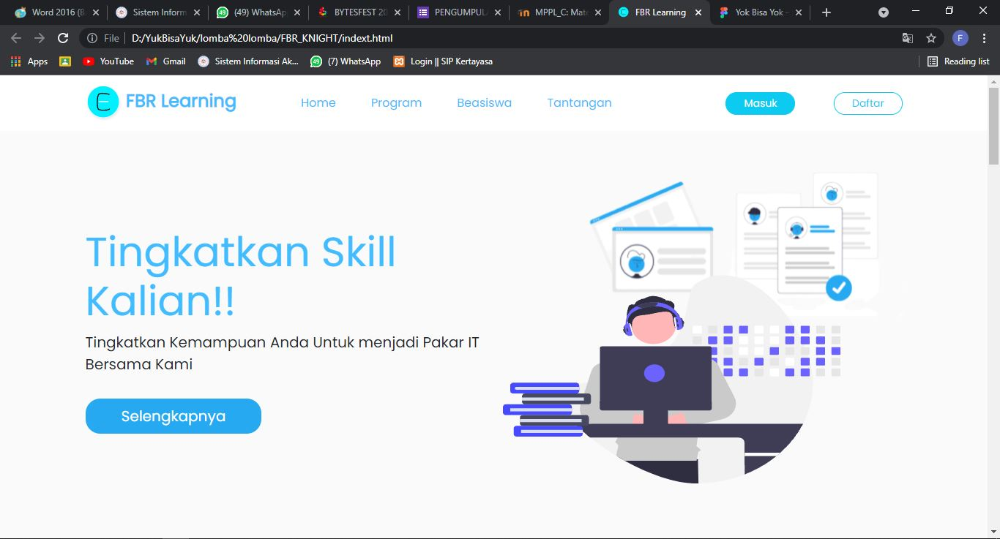 Word 2016 (B
Sistem Inform
(49) WhatsAp
BYTESFEST 20
PENGUMPUL
MPPL_C: Mate
FBR Learning
Yok Bisa Yok -
File
D:/YukBisaYuk/lomba%20lomba/FBR_KNIGHT/indext.html
F
Apps
YouTube
Gmail
Sistem Informasi Ak...
49
(7) WhatsApp
Login || SIP Kertayasa
Reading list
FBR Learning
Home
Program
Beasiswa
Tantangan
Masuk
Daftar
Tingkatkan Skill
Kalian!!
Tingkatkan Kemampuan Anda Untuk menjadi Pakar IT
Bersama Kami
Selengkapnya